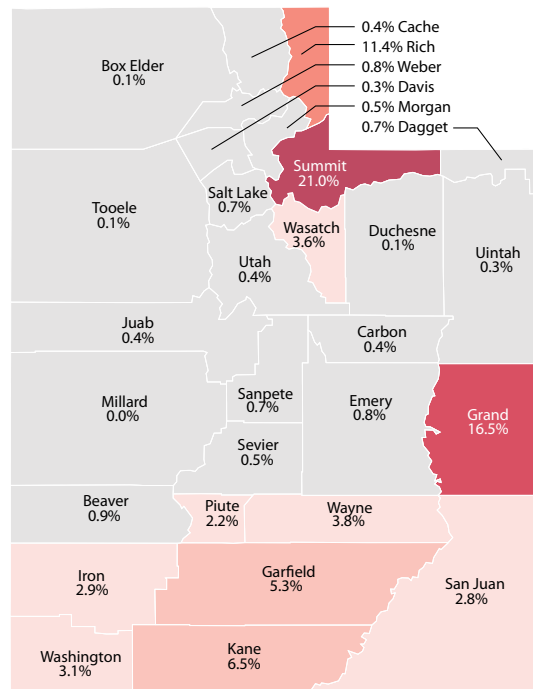 0.4% Cache
11.4% Rich
0.8% Weber
0.3% Davis
0.5% Morgan
0.7% Dagget
Box Elder
0.1%
Summit
21.0%
Tooele
0.1%
Salt Lake
0.7%
Wasatch
3.6%
Duchesne
0.1%
Uintah
0.3%
Utah
0.4%
Juab
0.4%
Carbon
0.4%
Millard
0.0%
Sanpete
0.7%
Emery
0.8%
Grand
16.5%
Sevier
0.5%
Beaver
0.9%
Piute
2.2%
Wayne
3.8%
Iron
2.9%
Garfield
5.3%
San Juan
2.8%
Washington
3.1%
Kane
6.5%